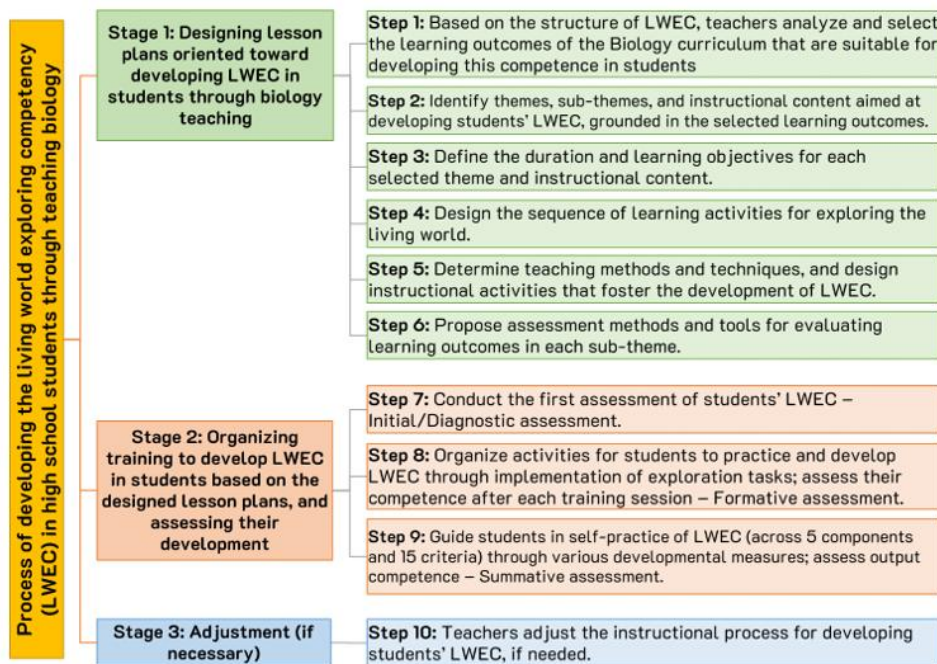 Process of developing the living world exploring competency
(LWEC) in high school students through teaching biology
Stage 1: Designing lesson
plans oriented toward
developing LWEC in
students through biology
teaching
Step 1: Based on the structure of LWEC, teachers analyze and select
the learning outcomes of the Biology curriculum that are suitable for
developing this competence in students
Step 2: Identify themes, sub-themes, and instructional content aimed at
developing students' LWEC, grounded in the selected learning outcomes.
Step 3: Define the duration and learning objectives for each
selected theme and instructional content.
Step 4: Design the sequence of learning activities for exploring the
living world.
Step 5: Determine teaching methods and techniques, and design
instructional activities that foster the development of LWEC.
Step 6: Propose assessment methods and tools for evaluating
learning outcomes in each sub-theme.
Stage 2: Organizing
training to develop LWEC
in students based on the
designed lesson plans, and
assessing their
development
Step 7: Conduct the first assessment of students' LWEC –
Initial/Diagnostic assessment.
Step 8: Organize activities for students to practice and develop
LWEC through implementation of exploration tasks; assess their
competence after each training session – Formative assessment.
Step 9: Guide students in self-practice of LWEC (across 5 components
and 15 criteria) through various developmental measures; assess output
competence – Summative assessment.
Stage 3: Adjustment (if
necessary)
Step 10: Teachers adjust the instructional process for developing
students' LWEC, if needed.